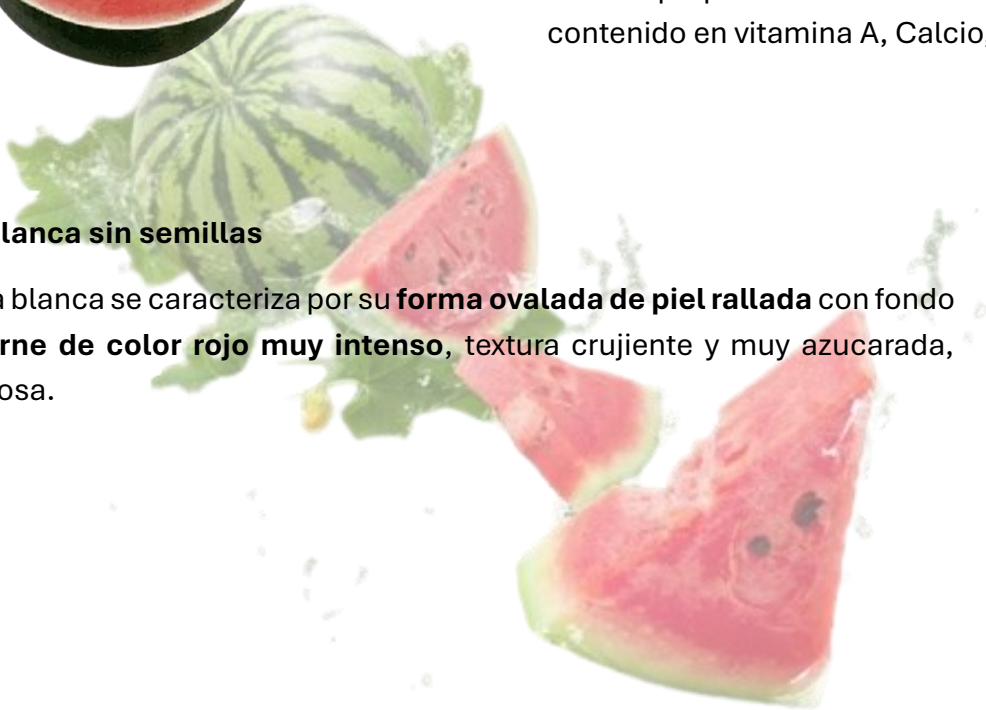 contenido en vitamina A, Calcio,
lanca sin semillas
a blanca se caracteriza por su forma ovalada de piel rallada con fondo
rne de color rojo muy intenso, textura crujiente y muy azucarada,
osa.